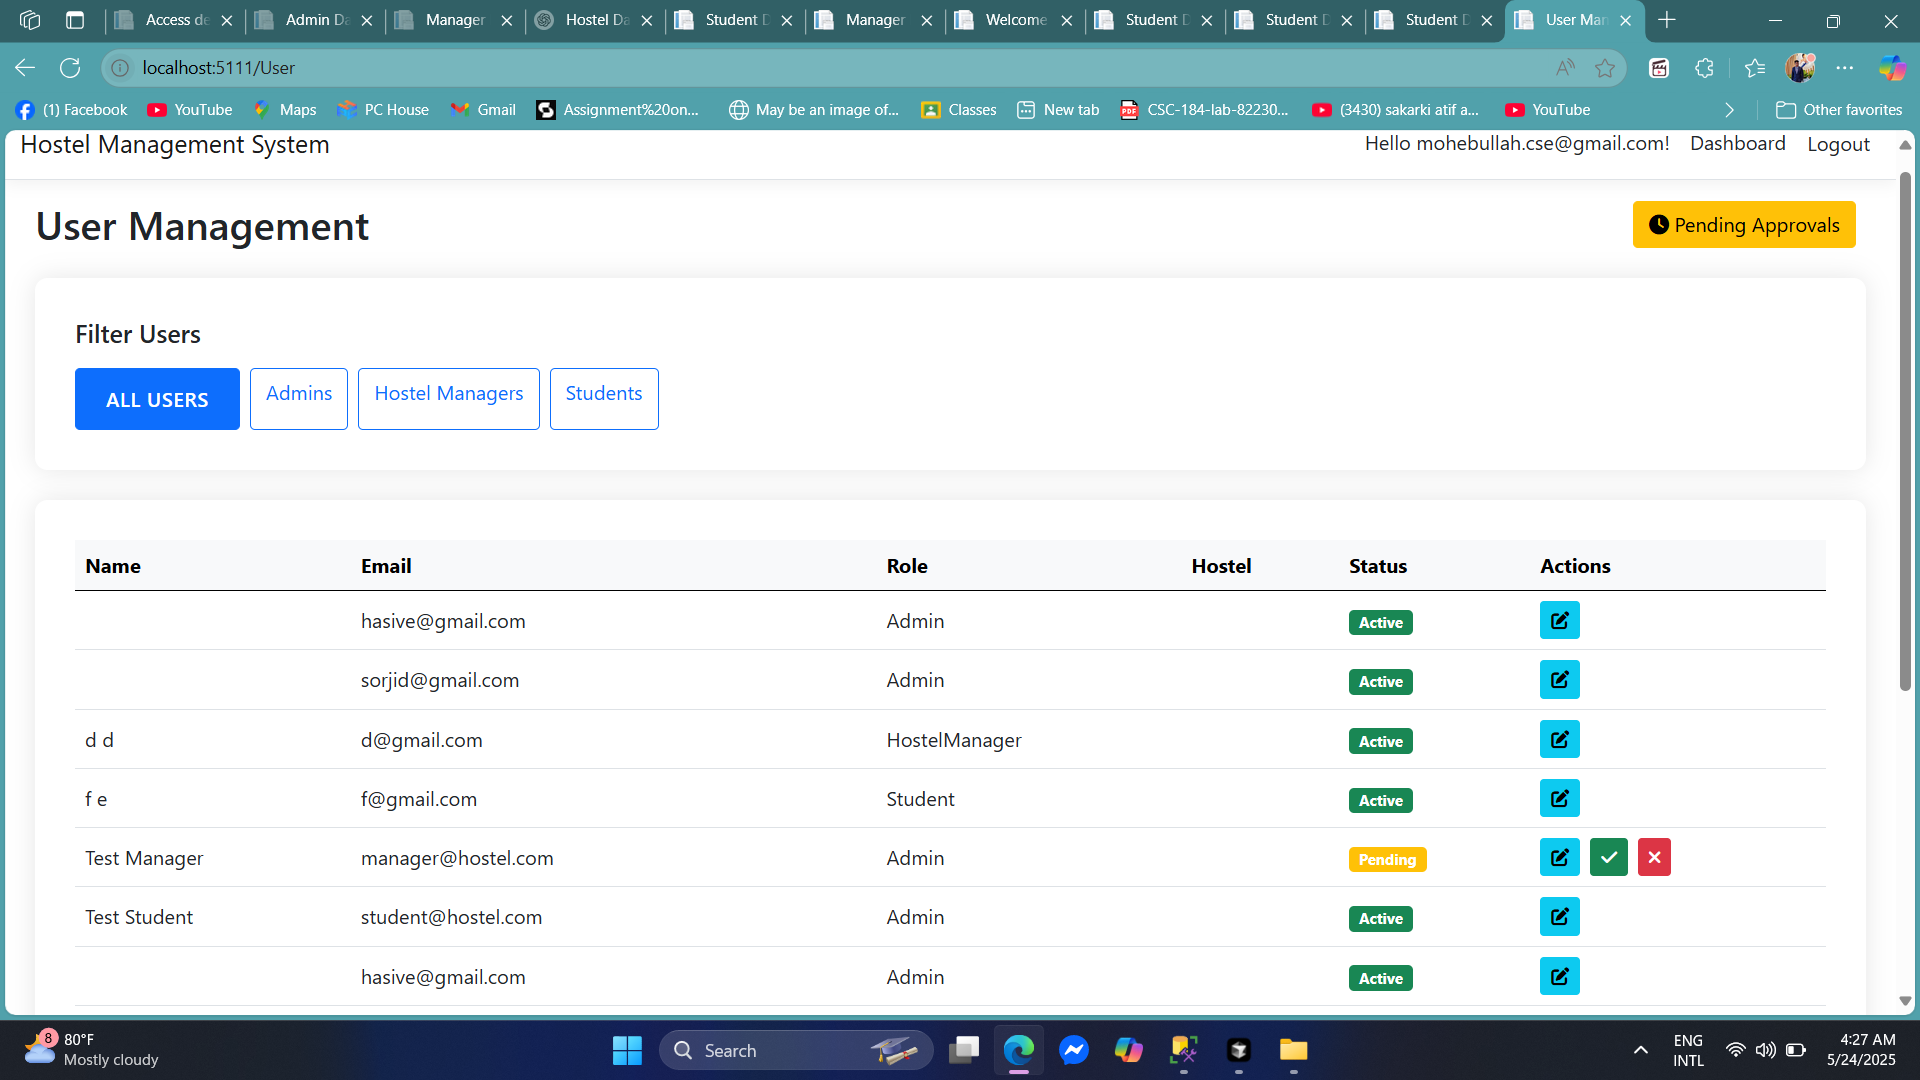 Access de
Admin Da
Manager
Hostel Da
Student D
Manager
Welcome
Student D
Student D
Student D
User Man
localhost:5111/User
(1) Facebook
YouTube
Maps
PC House
Gmail
Assignment%20on...
May be an image of...
Classes
New tab
CSC-184-lab-82230...
(3430) sakarki atif a...
YouTube
Other favorites
Hostel Management System
Hello mohebullah.cse@gmail.com!
Dashboard
Logout
User Management
Pending Approvals
Filter Users
ALL USERS
Admins
Hostel Managers
Students
Name Email Role Hostel Status Actions
hasive@gmail.com Admin Active
sorjid@gmail.com Admin Active
d d d@gmail.com HostelManager Active
f e f@gmail.com Student Active
Test Manager manager@hostel.com Admin Pending
Test Student student@hostel.com Admin Active
hasive@gmail.com Admin Active
8
80°F
Mostly cloudy
Search
ENG
INTL
4:27 AM
5/24/2025